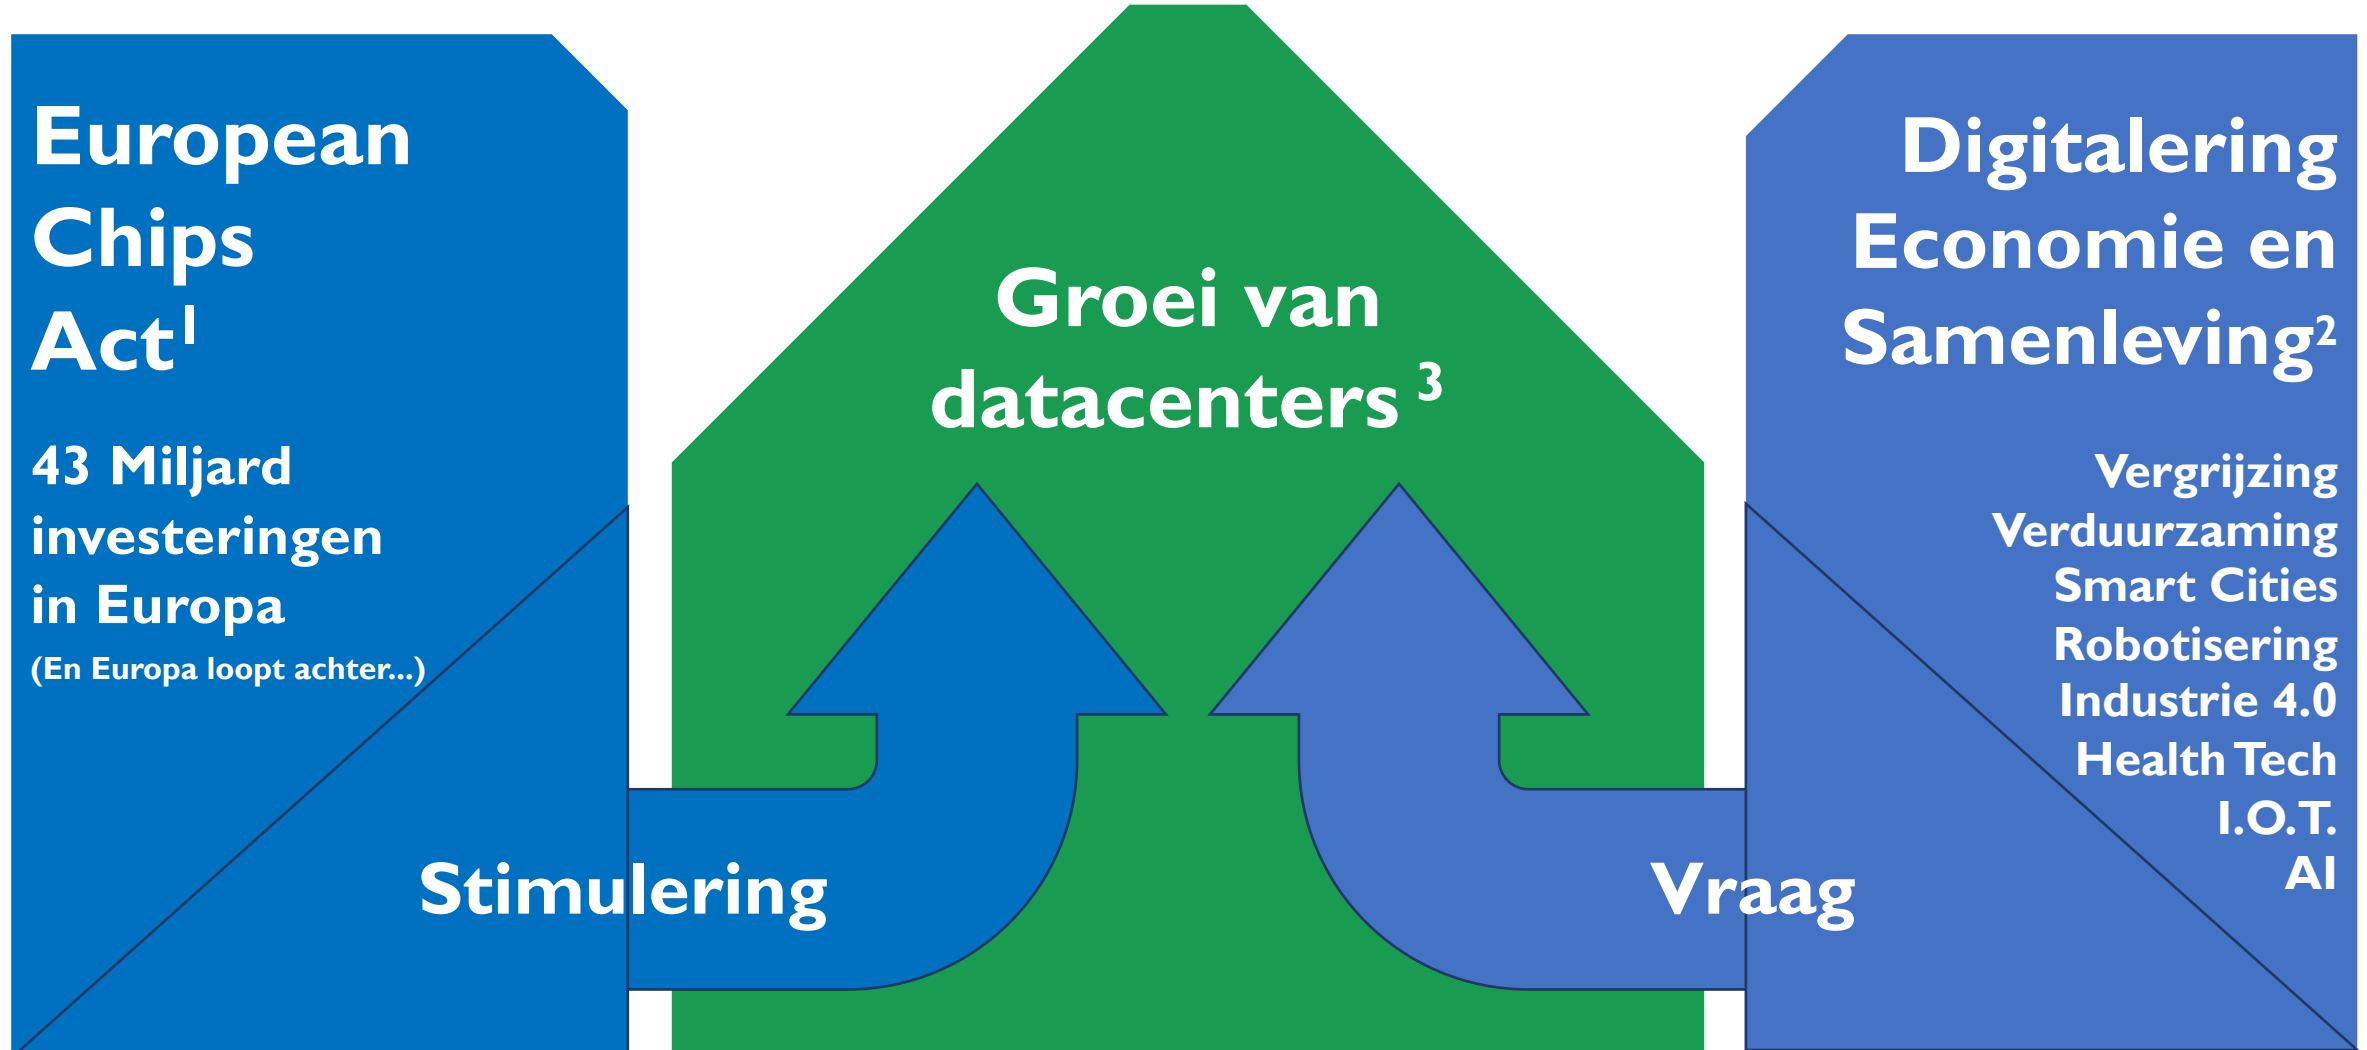 European
Chips
Act¹
43 Miljard
investeringen
in Europa
(En Europa loopt achter...)
Stimulering
Groei van
datacenters ³
Digitalering
Economie en
Samenleving²
Vergrijzing
Verduurzaming
Smart Cities
Robotisering
Industrie 4.0
Health Tech
I.O.T.
AI
Vraag